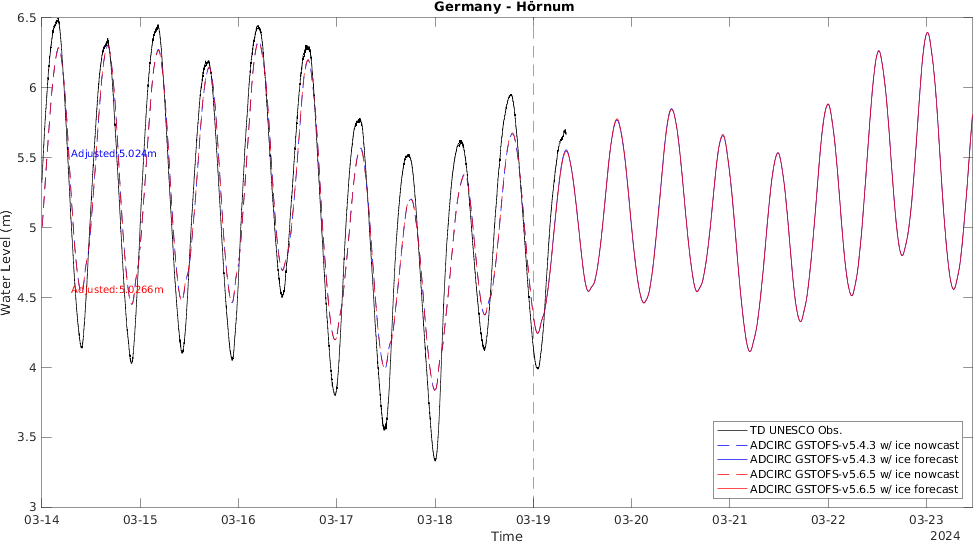 Germany - Hörnum
Water Level (m)
6.5
6
5.5
5
4.5
4
3.5
3
Adjusted:5.024m
Adjusted:5.0266m
TD UNESCO Obs.
ADCIRC GSTOFS-v5.4.3 w/ ice nowcast
ADCIRC GSTOFS-v5.4.3 w/ ice forecast
ADCIRC GSTOFS-v5.6.5 w/ ice nowcast
ADCIRC GSTOFS-v5.6.5 w/ ice forecast
03-14 03-15 03-16 03-17 03-18 03-19 03-20 03-21 03-22 03-23
Time
2024